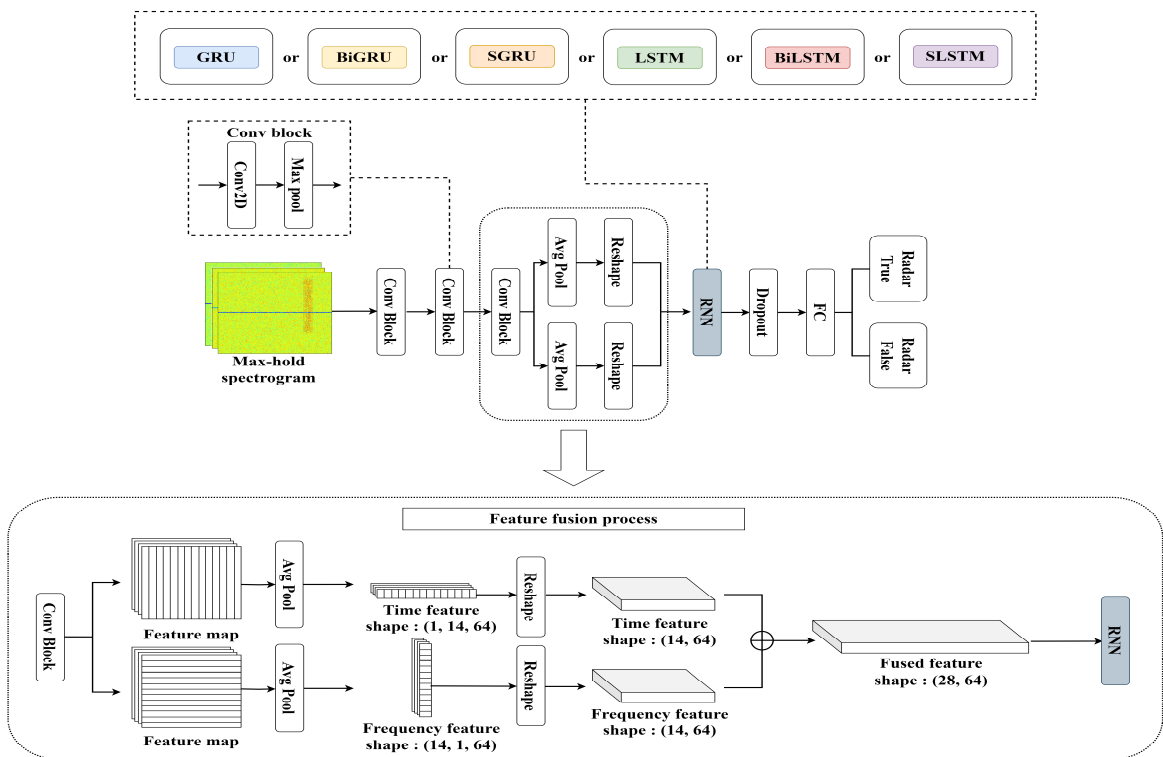 GRU or BiGRU or SGRU or LSTM or BiLSTM or SLSTM
Conv block
Conv2D
Max pool
Max-hold
spectrogram
Conv Block
Conv Block
Conv Block
Avg Pool
Reshape
Avg Pool
Reshape
RNN
Dropout
FC
Radar
True
Radar
False
Feature fusion process
Conv Block
Feature map
Avg Pool
Time feature
shape : (1, 14, 64)
Reshape
Time feature
shape : (14, 64)
Feature map
Avg Pool
Frequency feature
shape : (14, 1, 64)
Reshape
Frequency feature
shape : (14, 64)
Fused feature
shape : (28, 64)
RNN